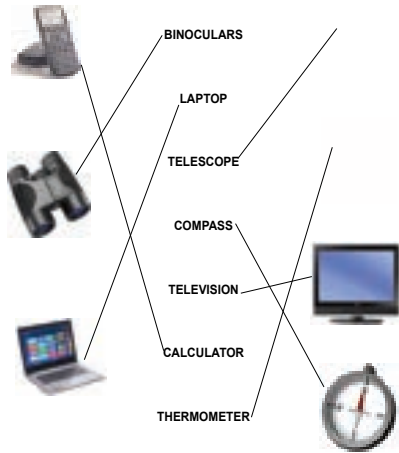 BINOCULARS
LAPTOP
TELESCOPE
COMPASS
TELEVISION
CALCULATOR
THERMOMETER